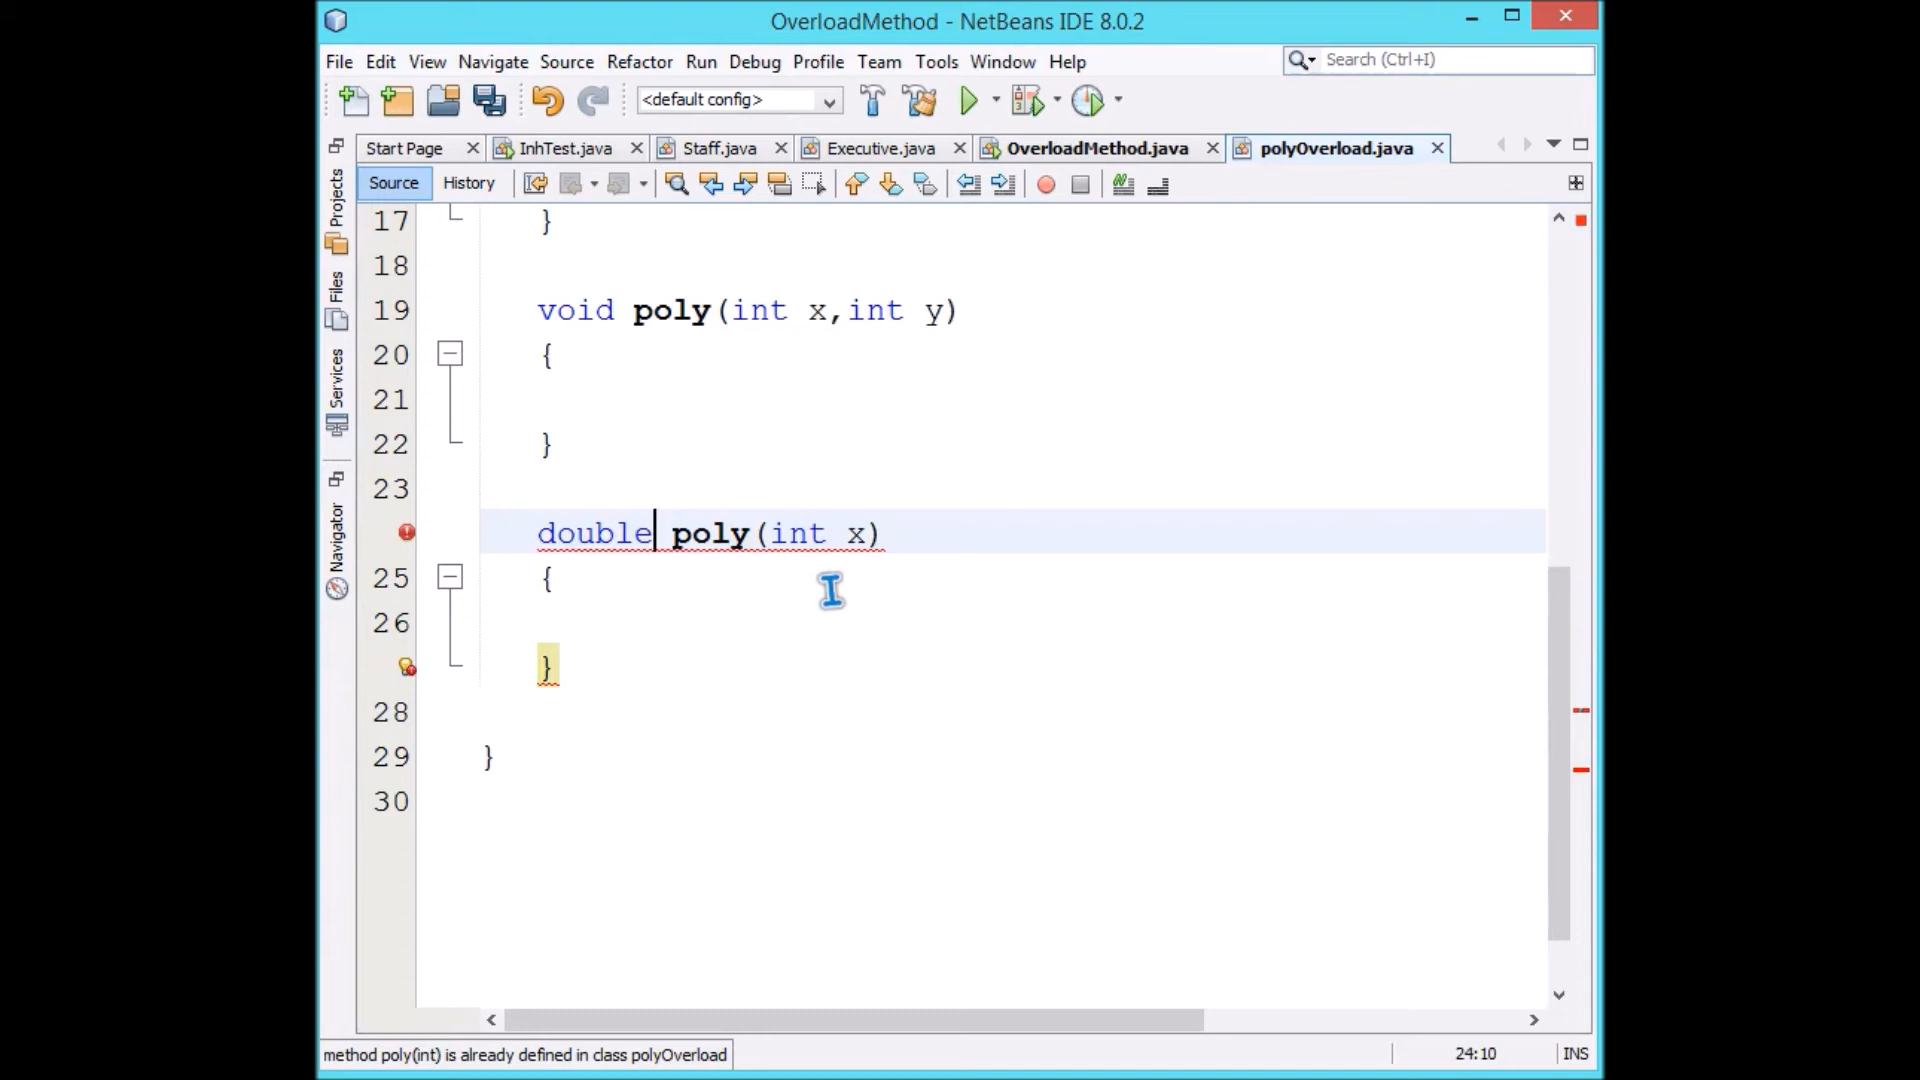 OverloadMethod - NetBeans IDE 8.0.2
File Edit View Navigate Source Refactor Run Debug Profile Team Tools Window Help
Search (Ctrl+I)
<default config>
Start Page InhTest.java Staff.java Executive.java OverloadMethod.java polyOverload.java
Source History
Projects
Files
Services
Navigator
17 }
18
19 void poly(int x,int y)
20 {
21
22 }
23
double poly(int x)
25 {
26
}
28
29 }
30
method poly(int) is already defined in class polyOverload
24:10 INS